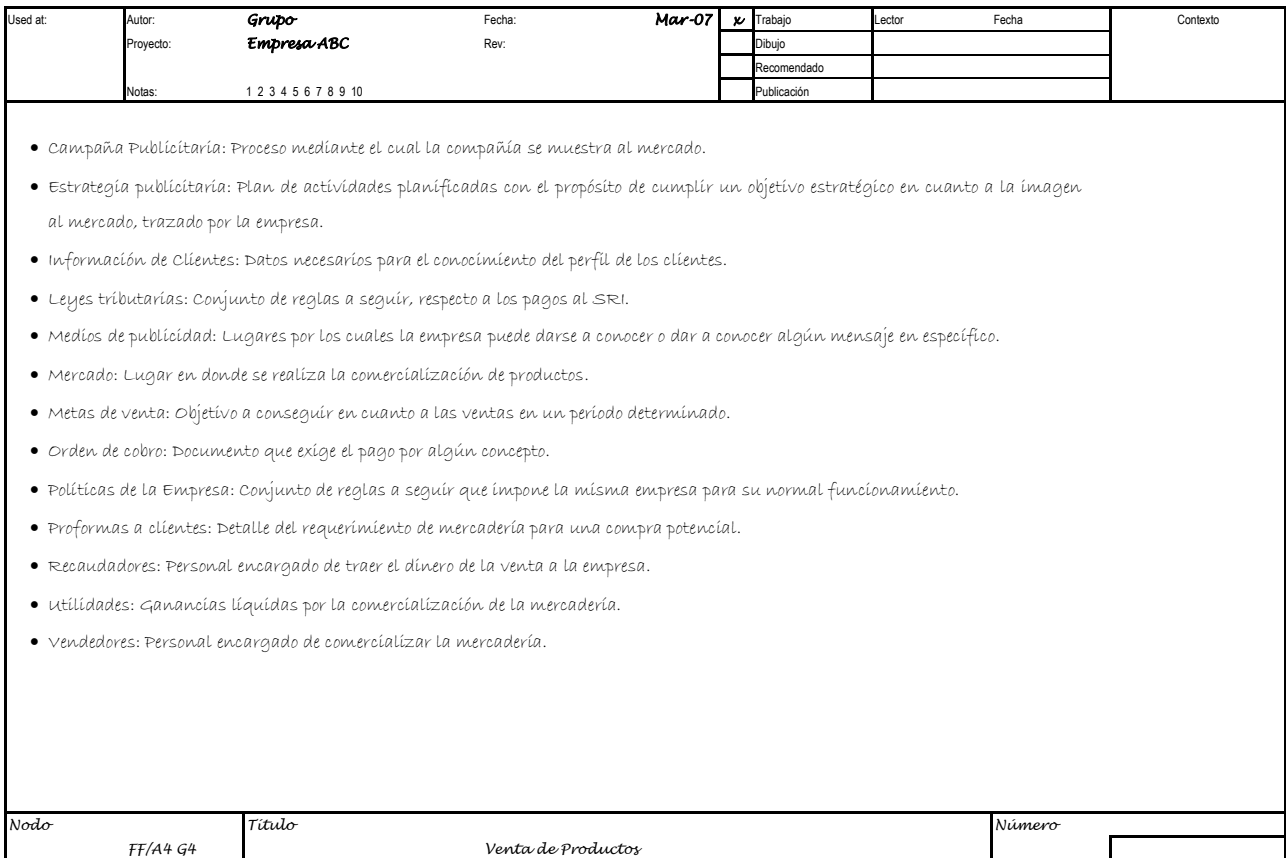 Used at: Autor: Grupo Fecha: Mar-07 x Trabajo Lector Fecha Contexto
Proyecto: Empresa ABC Rev: Dibujo
Recomendado
Notas: 1 2 3 4 5 6 7 8 9 10 Publicación
• Campaña Publicitaria: Proceso mediante el cual la compañía se muestra al mercado.
• Estrategia publicitaria: Plan de actividades planificadas con el propósito de cumplir un objetivo estratégico en cuanto a la imagen
al mercado, trazado por la empresa.
• Información de Clientes: Datos necesarios para el conocimiento del perfil de los clientes.
• Leyes tributarias: Conjunto de reglas a seguir, respecto a los pagos al SRI.
• Medios de publicidad: Lugares por los cuales la empresa puede darse a conocer o dar a conocer algún mensaje en específico.
• Mercado: Lugar en donde se realiza la comercialización de productos.
• Metas de venta: Objetivo a conseguir en cuanto a las ventas en un periodo determinado.
• Orden de cobro: Documento que exige el pago por algún concepto.
• Políticas de la Empresa: Conjunto de reglas a seguir que impone la misma empresa para su normal funcionamiento.
• Proformas a clientes: Detalle del requerimiento de mercadería para una compra potencial.
• Recaudadores: Personal encargado de traer el dinero de la venta a la empresa.
• Utilidades: Ganancias líquidas por la comercialización de la mercadería.
• Vendedores: Personal encargado de comercializar la mercadería.
Nodo Título Número
FF/A4 G4 Venta de Productos